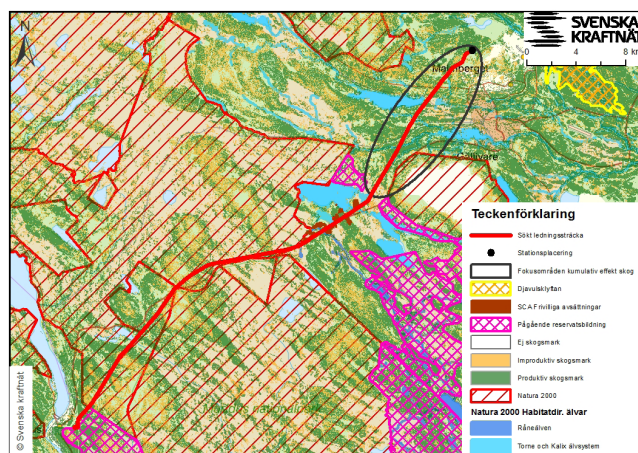 N
SVENSKA
KRAFTNÄT
0 4 8 km
Gällivare
Teckenförklaring
Sökt ledningssträcka
Stationsplacering
Fokusområden kumulativ effekt skog
Djavulsklyftan
SCA Frivilliga avsättningar
Pågående reservatsbildning
Ej skogsmark
Improduktiv skogsmark
Produktiv skogsmark
Natura 2000
Natura 2000 Habitatdir. älvar
Råneälven
Torne och Kalix älvsystem
© Svenska kraftnät